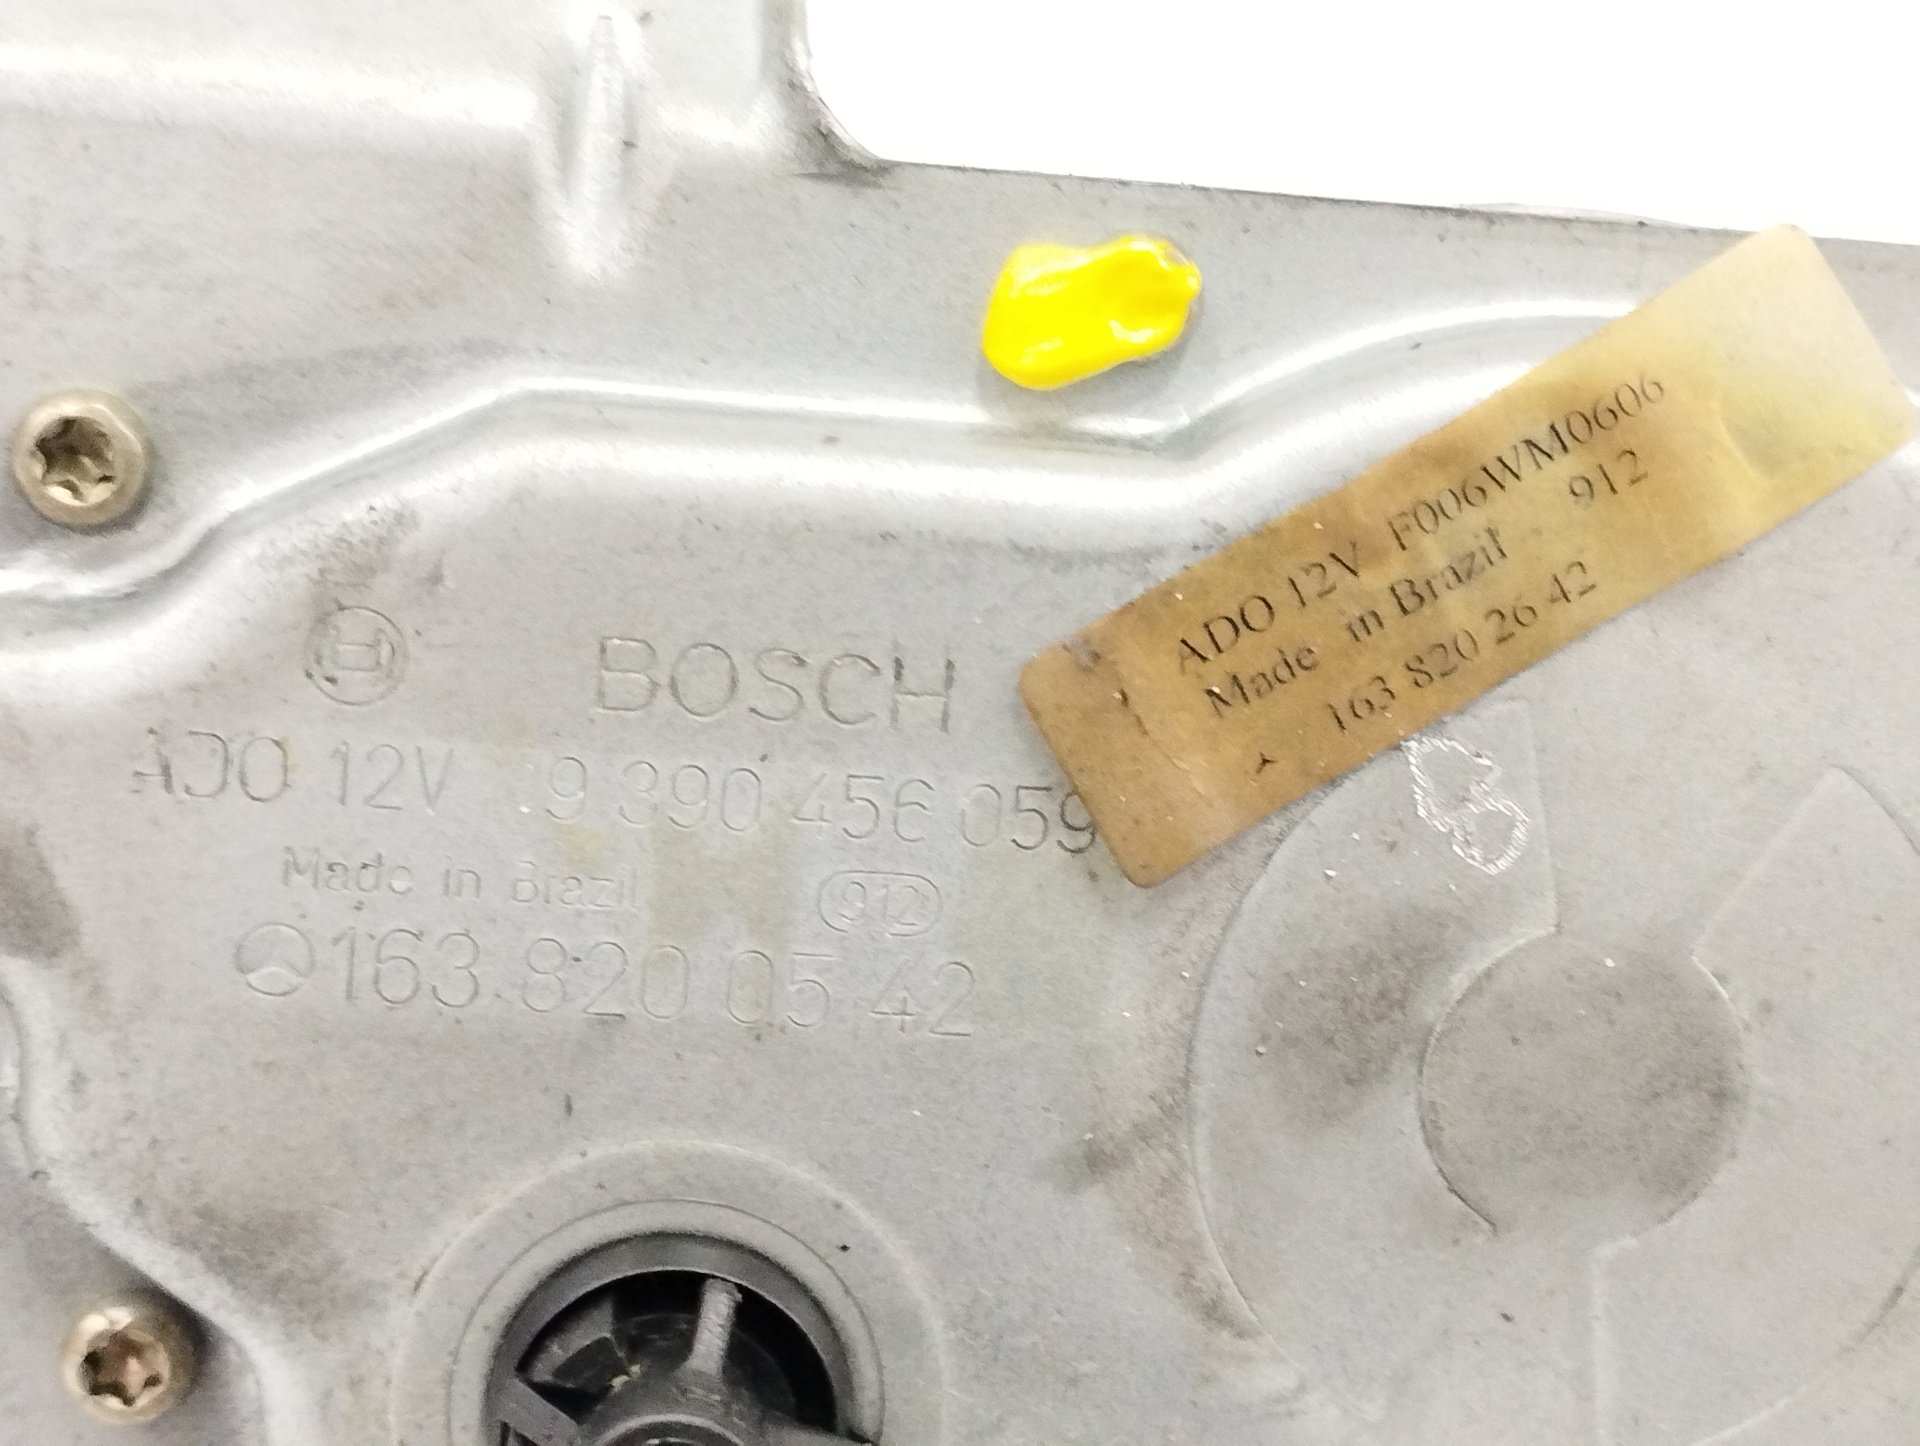 BOSCH
ADO 12V 9 390 456 059
Made in Brazil 912
163 820 05 42
ADO 12V F006WM0606
Made in Brazil 912
163 820 26 42